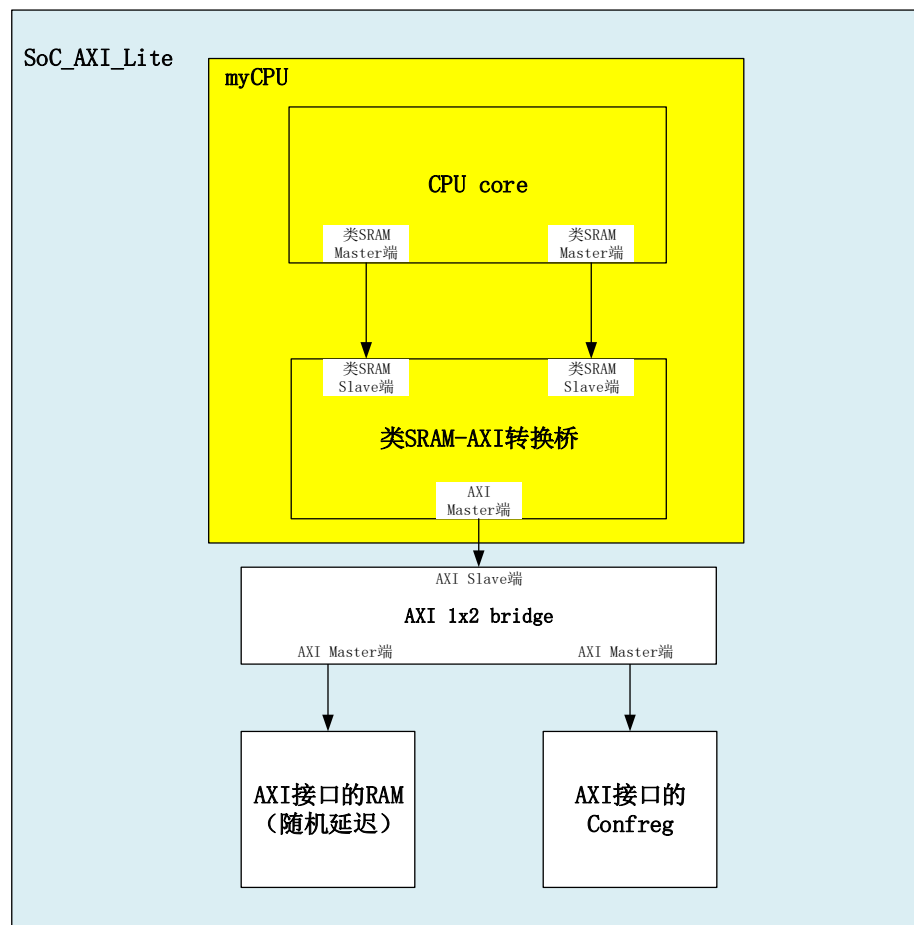 SoC_AXI_Lite
myCPU
CPU core
类SRAM
Master端
类SRAM
Master端
类SRAM
Slave端
类SRAM
Slave端
类SRAM-AXI转换桥
AXI
Master端
AXI Slave端
AXI 1x2 bridge
AXI Master端
AXI Master端
AXI接口的RAM
（随机延迟）
AXI接口的
Confreg